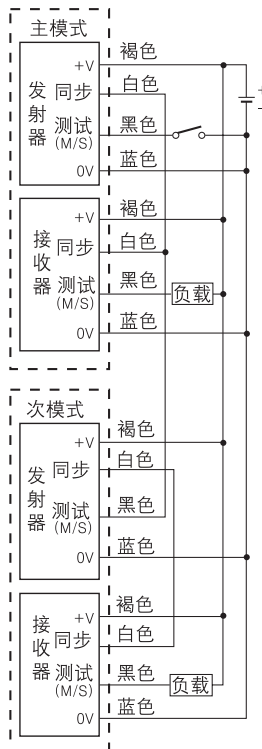 主模式
发射器
+V 褐色
同步 白色
测试 黑色
(M/S)
0V 蓝色
+
−
接收器
+V 褐色
同步 白色
测试 黑色 负载
(M/S)
0V 蓝色
次模式
发射器
+V 褐色
同步 白色
测试 黑色
(M/S)
0V 蓝色
接收器
+V 褐色
同步 白色
测试 黑色 负载
(M/S)
0V 蓝色